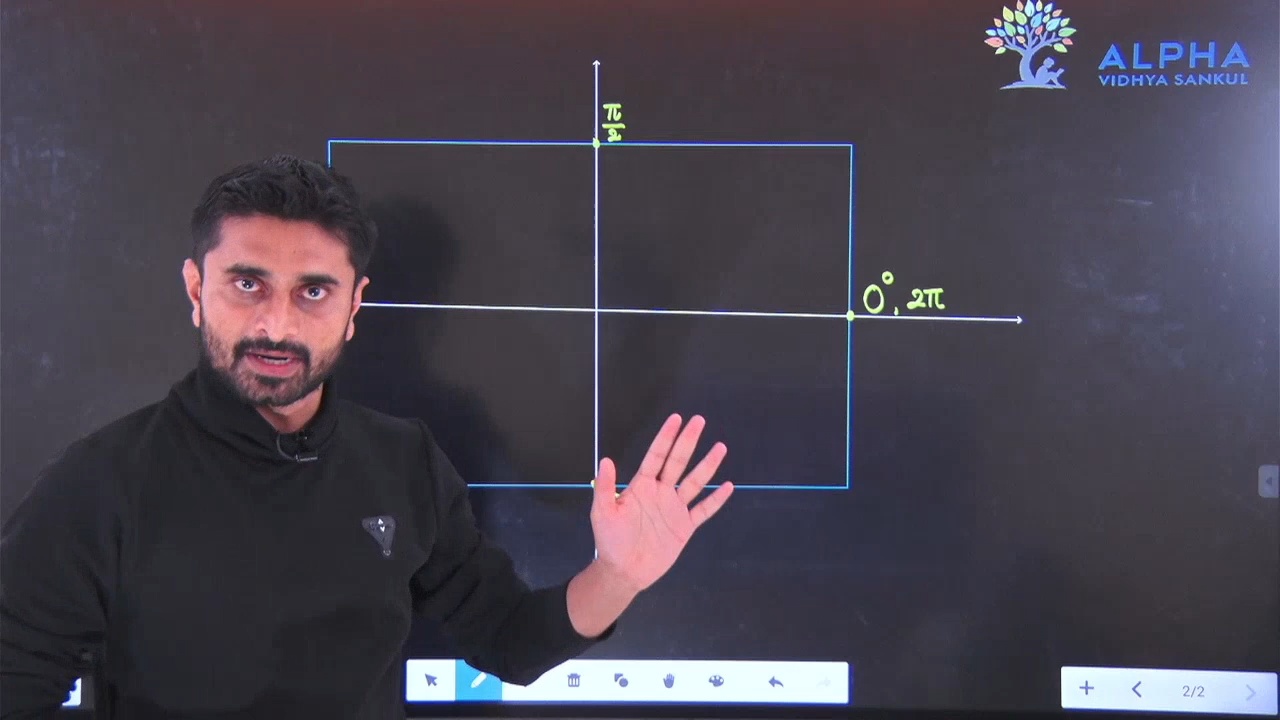 ALPHA
VIDHYA SANKUL
π/2
0°, 2π
2/2